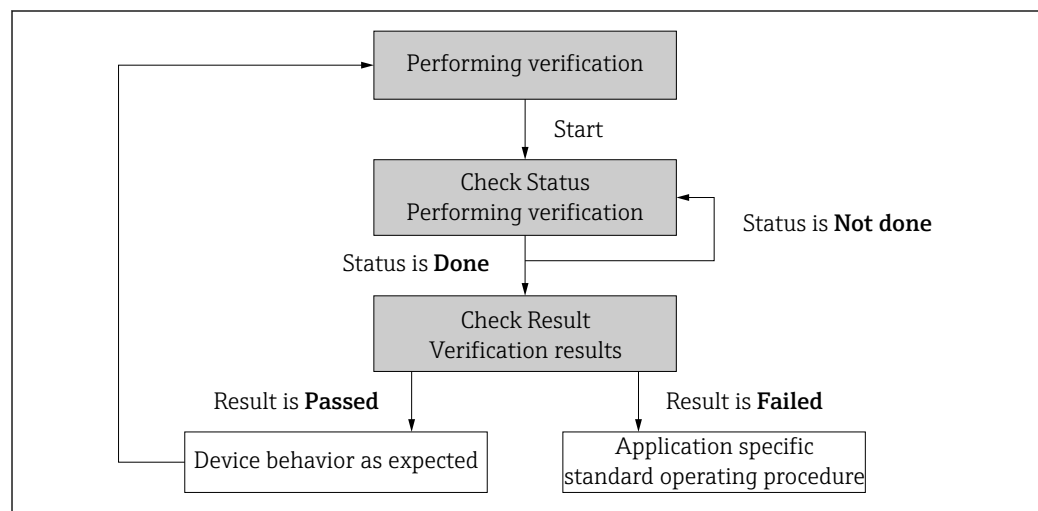 Performing verification
Start
Check Status
Performing verification
Status is Not done
Status is Done
Check Result
Verification results
Result is Passed
Result is Failed
Device behavior as expected
Application specific
standard operating procedure